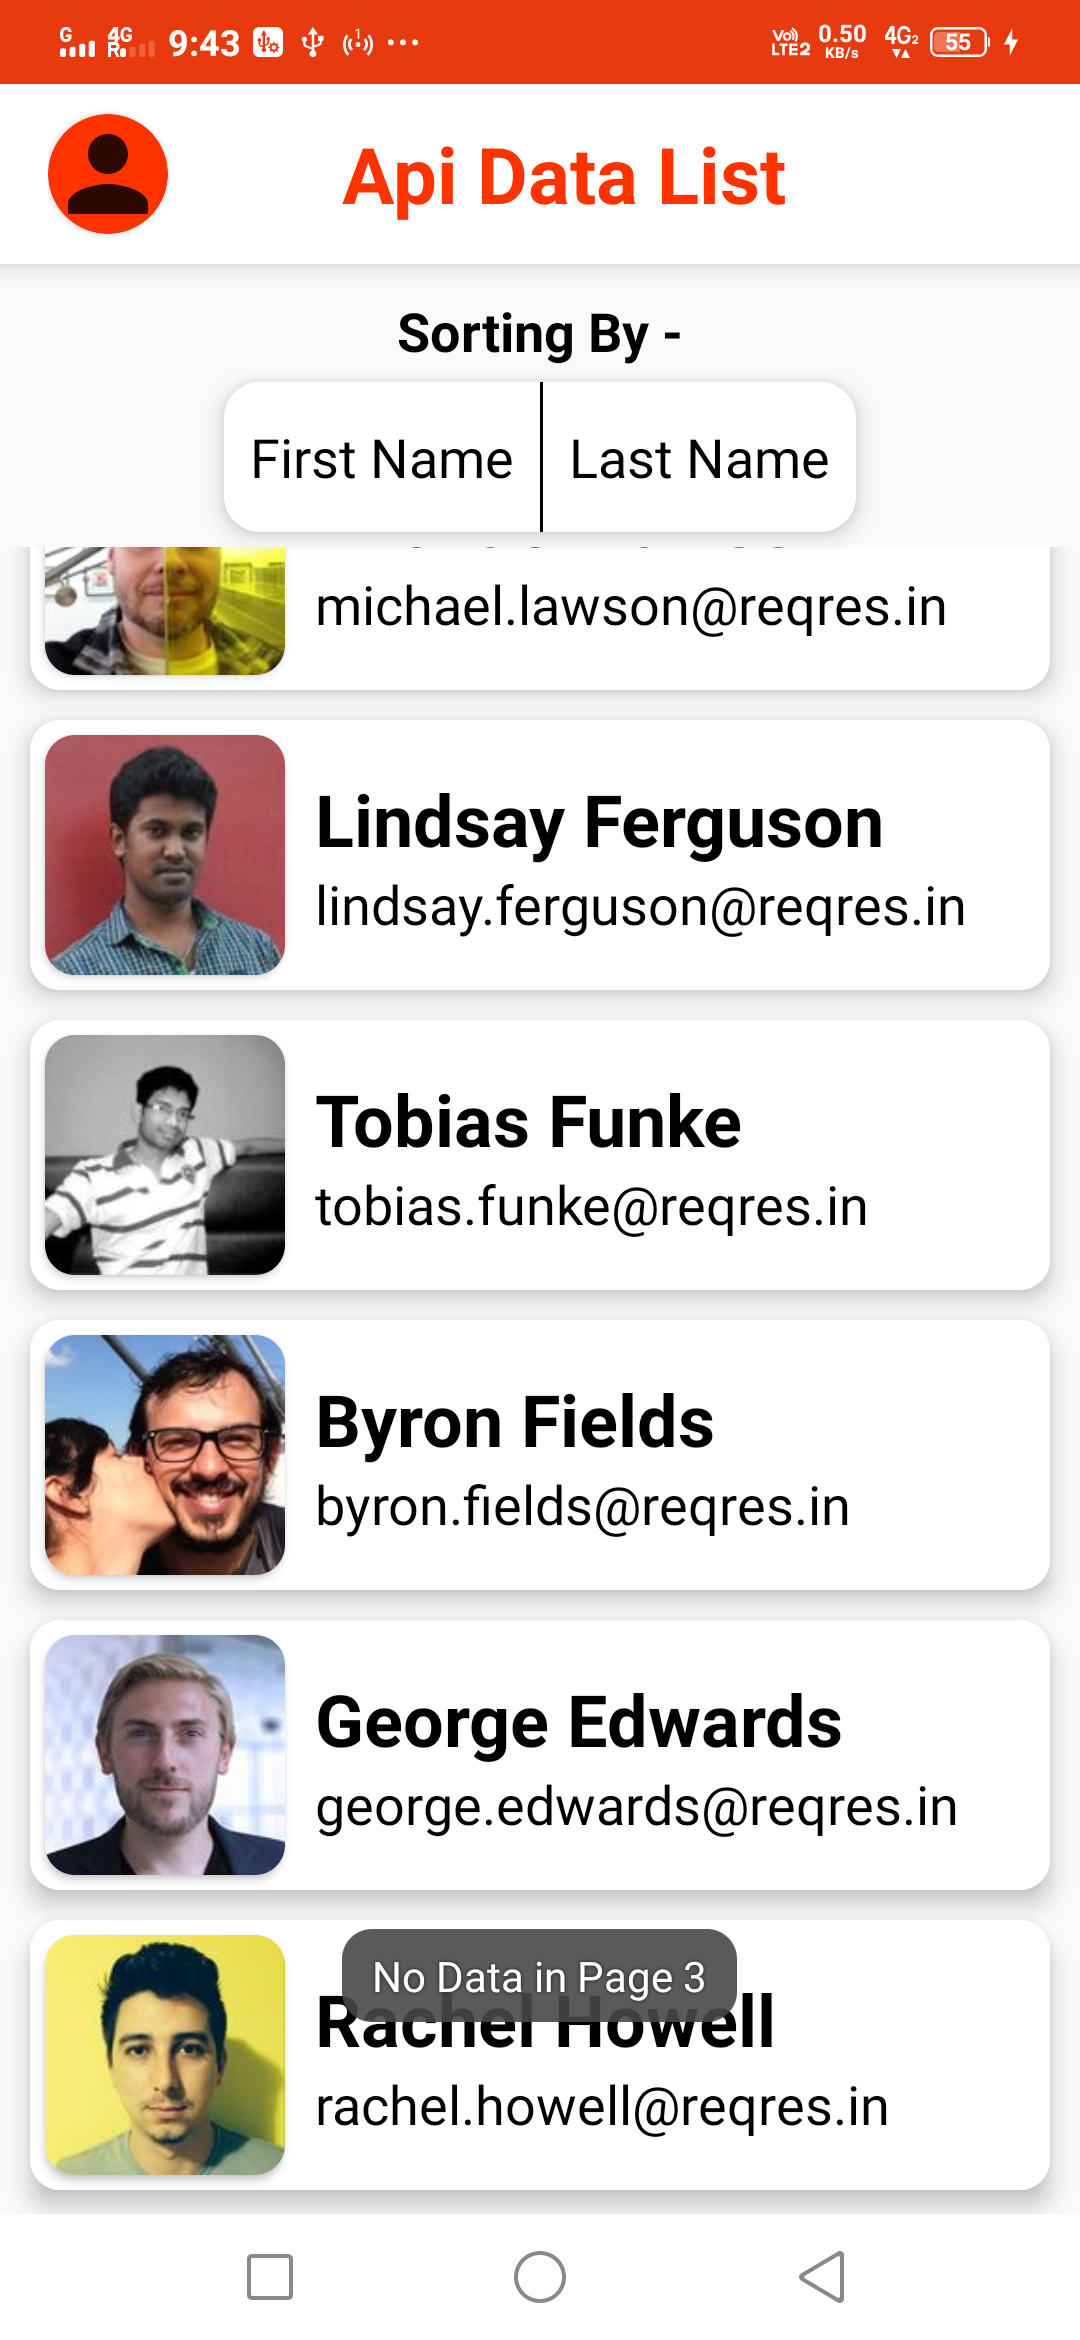 G 4G R 9:43 1 ... Vo)) LTE2 0.50 KB/s 4G2 55
Api Data List
Sorting By -
First Name Last Name
michael.lawson@reqres.in
Lindsay Ferguson
lindsay.ferguson@reqres.in
Tobias Funke
tobias.funke@reqres.in
Byron Fields
byron.fields@reqres.in
George Edwards
george.edwards@reqres.in
No Data in Page 3
Rachel Howell
rachel.howell@reqres.in